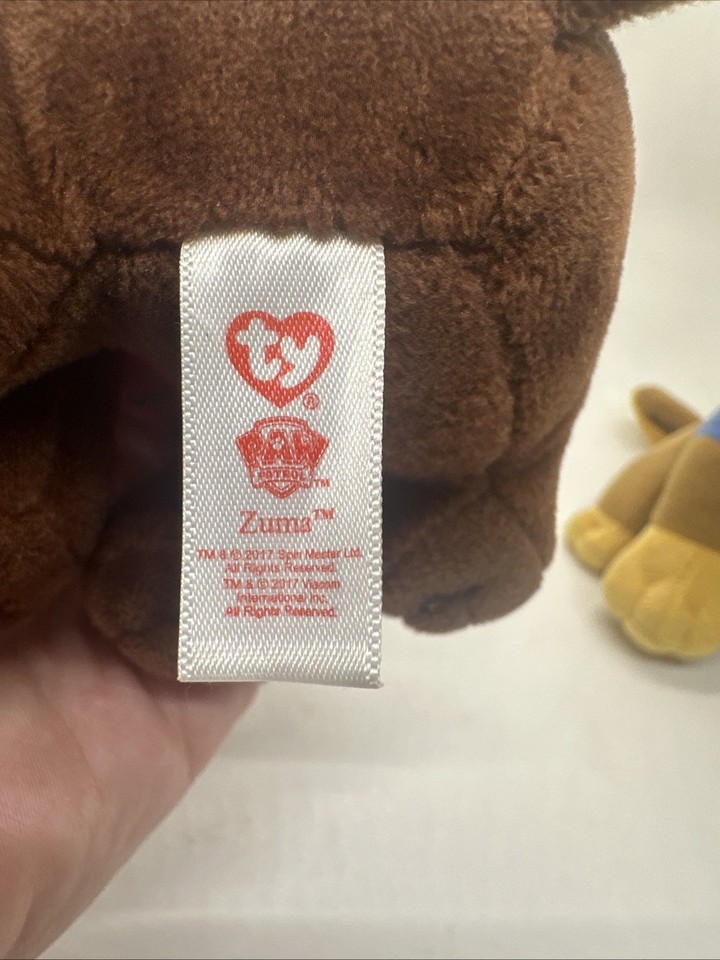 ty®
PAW
PATROL™
Zuma™
TM & © 2017 Spin Master Ltd.
All Rights Reserved.
TM & © 2017 Viacom
International Inc.
All Rights Reserved.